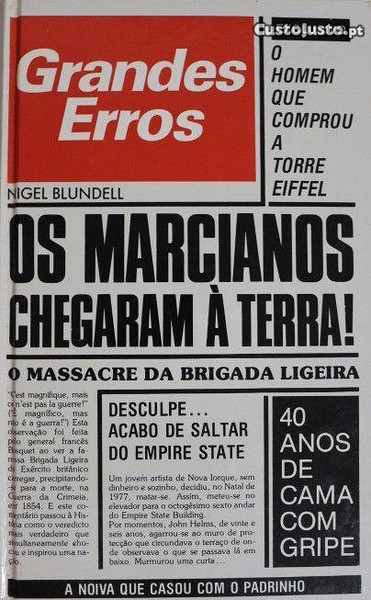 CustoJusto.pt
Grandes
Erros
NIGEL BLUNDELL
O
HOMEM
QUE
COMPROU
A
TORRE
EIFFEL
OS MARCIANOS
CHEGARAM À TERRA!
O MASSACRE DA BRIGADA LIGEIRA
"C'est magnifique, mais
c n'est pas la guerre!"
("É magnífico, mas
não é a guerra!") Esta
observação foi feita
pelo general francês
Bosquet ao ver a fa-
mosa Brigada Ligeira
do Exército britânico
carregar, precipitando-
se para a morte, na
Guerra da Crimeia,
em 1854. E este co-
mentário passou à His-
tória como o veredicto
mais verdadeiro que
simultaneamente cho-
cou e inspirou uma na-
ção.
DESCULPE...
ACABO DE SALTAR
DO EMPIRE STATE
Um jovem artista de Nova Iorque, sem
dinheiro e sozinho, decidiu, no Natal de
1977, matar-se. Assim, meteu-se no
elevador para o octogésimo sexto andar
do Empire State Building.
Por momentos, John Helms, de vinte e
seis anos, agarrou-se ao muro de pro-
tecção que circundava o terraço de on-
de observava o que se passava lá em
baixo. Murmurou uma curta...
40
ANOS
DE
CAMA
COM
GRIPE
A NOIVA QUE CASOU COM O PADRINHO